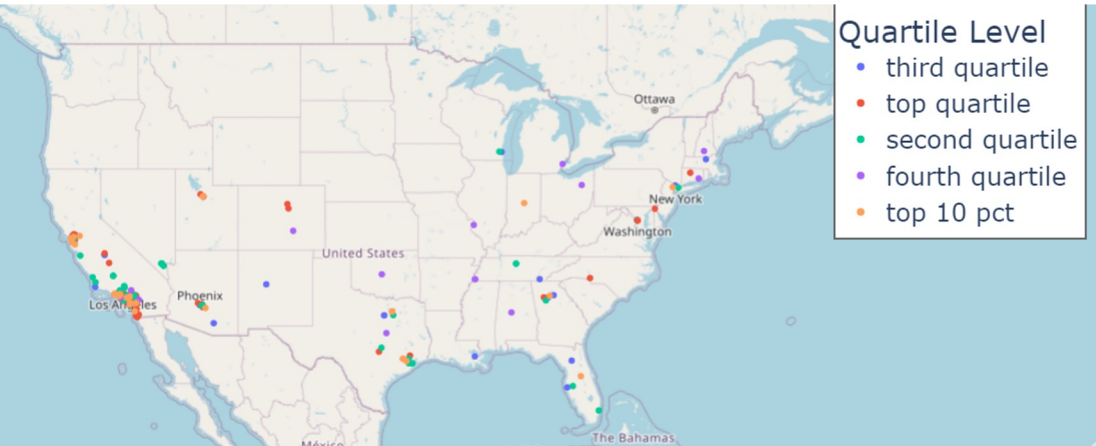 Quartile Level
third quartile
top quartile
second quartile
fourth quartile
top 10 pct
Ottawa
New York
Washington
United States
Phoenix
Los Angeles
México
The Bahamas